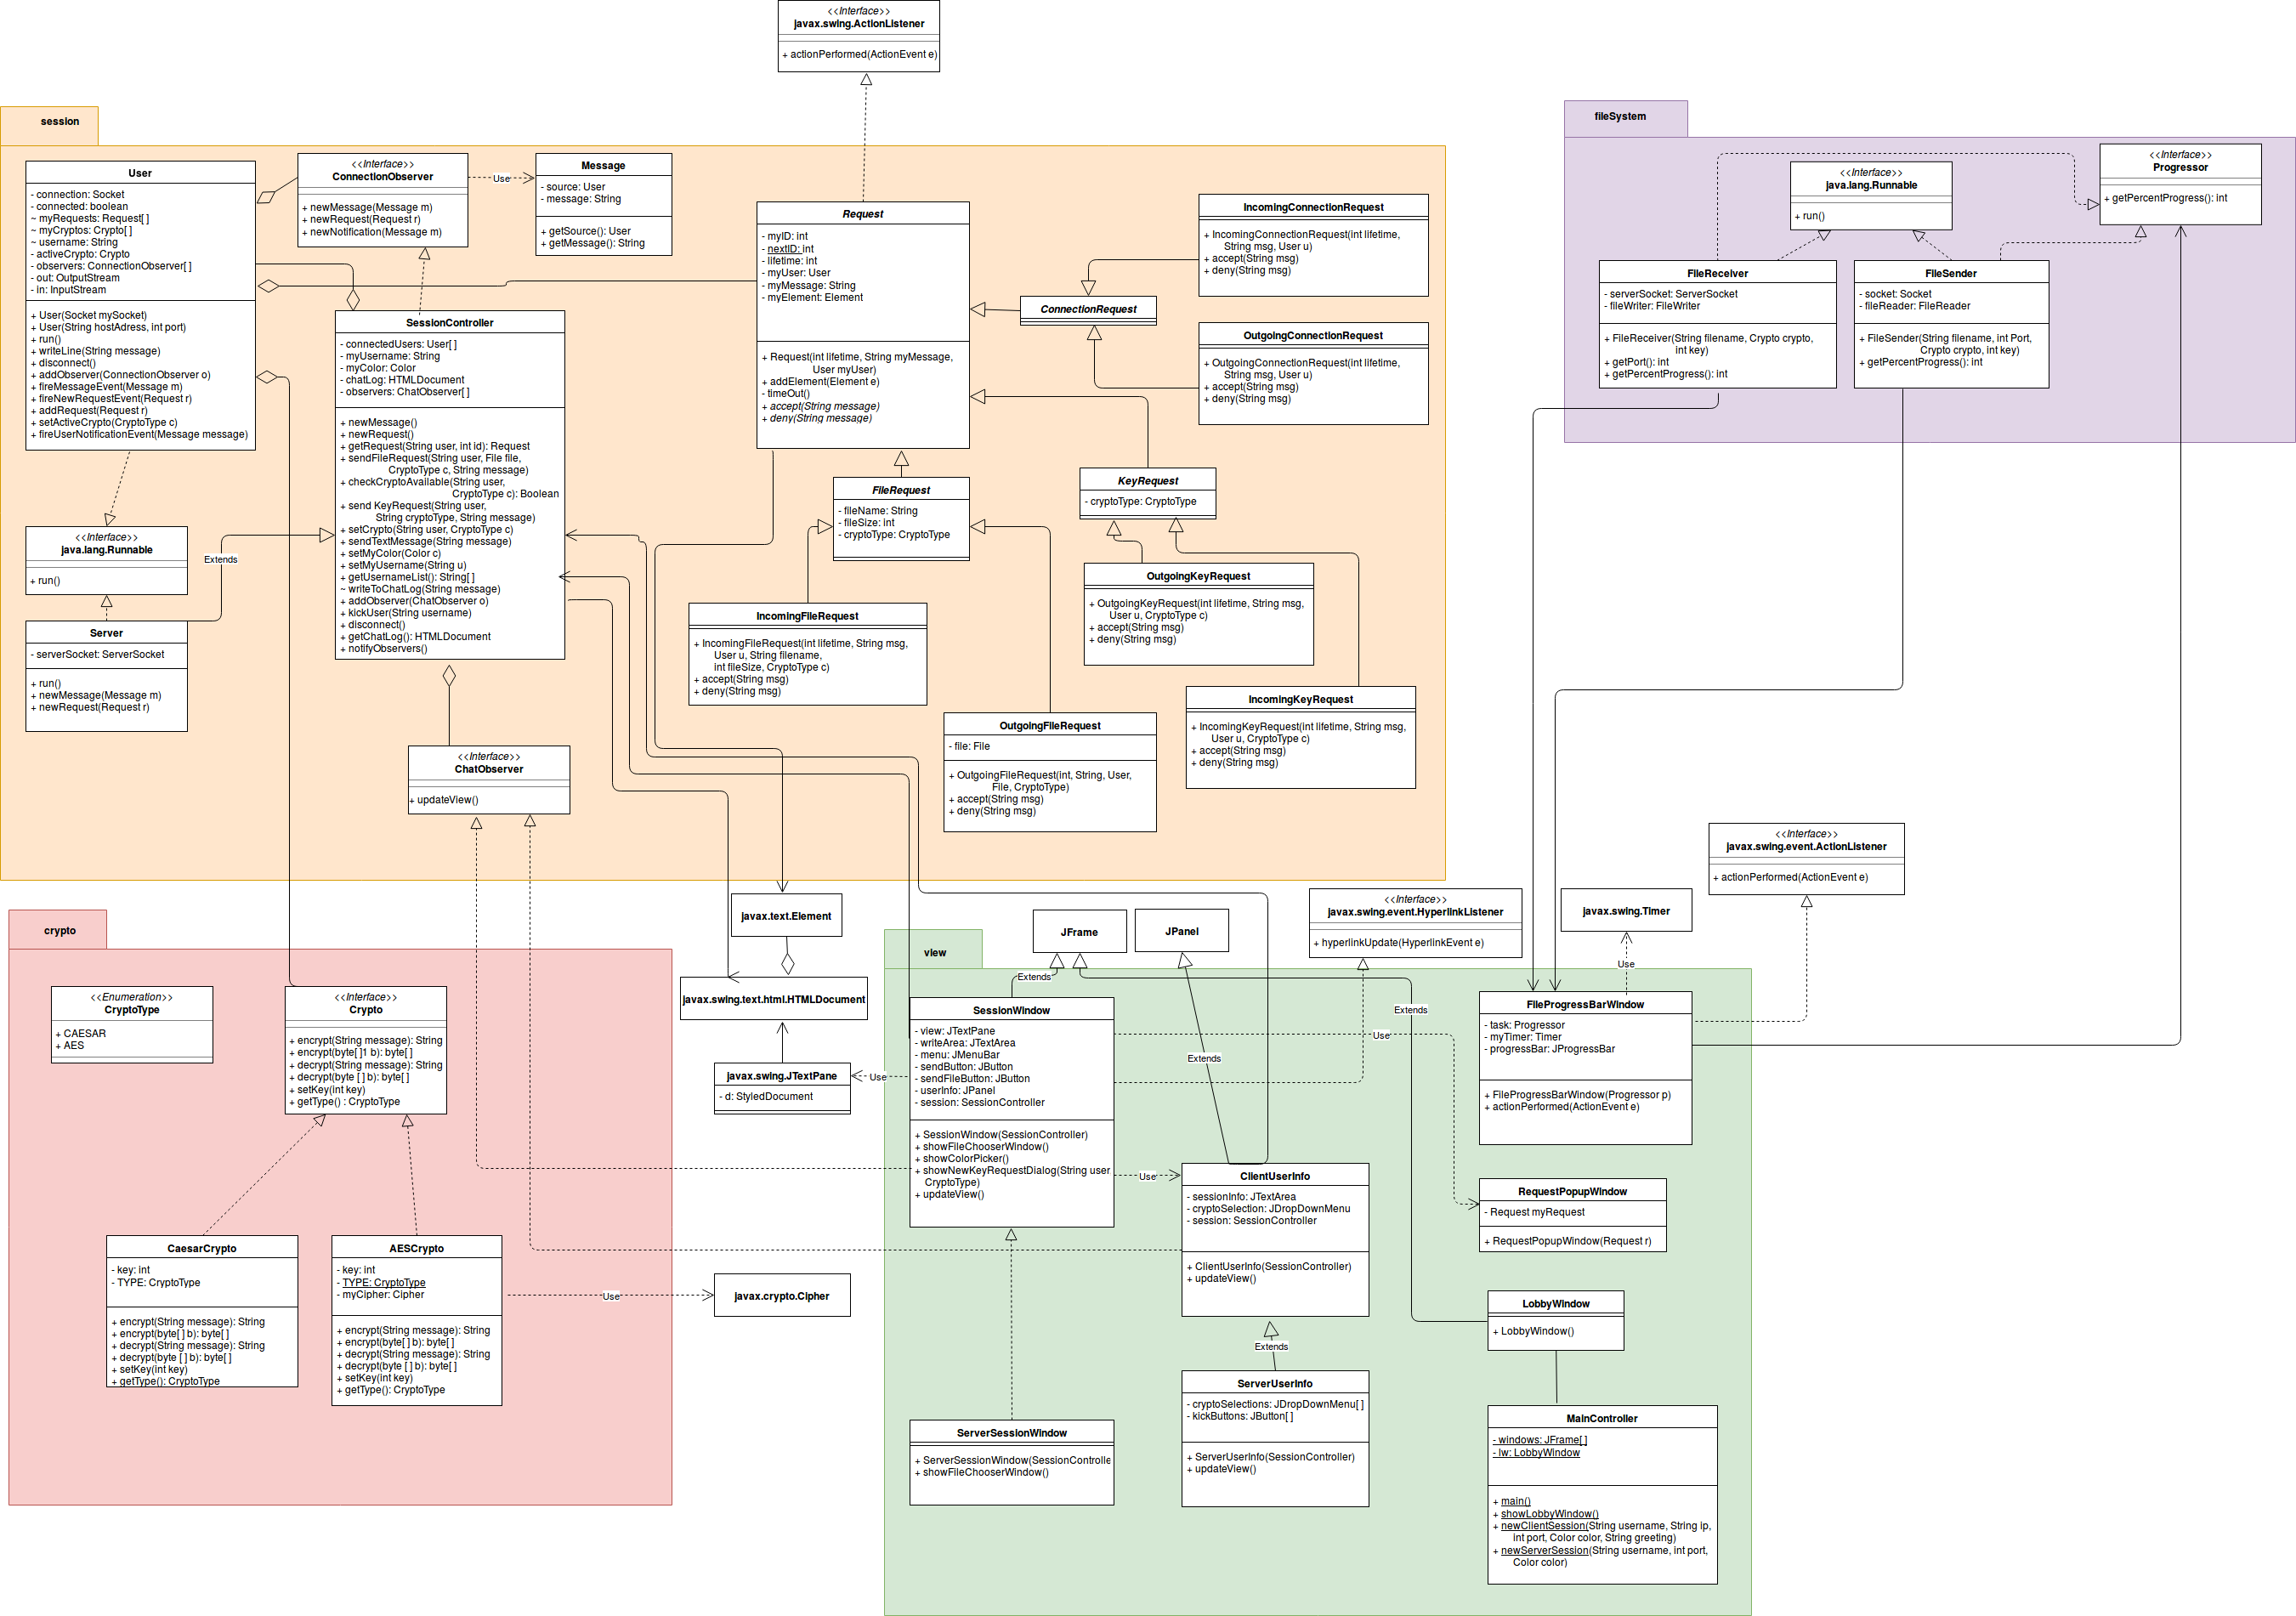 <<Interface>>
javax.swing.ActionListener
+ actionPerformed(ActionEvent e)
session
User
- connection: Socket
- connected: boolean
~ myRequests: Request[ ]
~ myCryptos: Crypto[ ]
~ username: String
- activeCrypto: Crypto
- observers: ConnectionObserver[ ]
- out: OutputStream
- in: InputStream
+ User(Socket mySocket)
+ User(String hostAdress, int port)
+ run()
+ writeLine(String message)
+ disconnect()
+ addObserver(ConnectionObserver o)
+ fireMessageEvent(Message m)
+ fireNewRequestEvent(Request r)
+ addRequest(Request r)
+ setActiveCrypto(CryptoType c)
+ fireUserNotificationEvent(Message message)
<<Interface>>
ConnectionObserver
+ newMessage(Message m)
+ newRequest(Request r)
+ newNotification(Message m)
Use
Message
- source: User
- message: String
+ getSource(): User
+ getMessage(): String
SessionController
- connectedUsers: User[ ]
- myUsername: String
- myColor: Color
- chatLog: HTMLDocument
- observers: ChatObserver[ ]
+ newMessage()
+ newRequest()
+ getRequest(String user, int id): Request
+ sendFileRequest(String user, File file,
CryptoType c, String message)
+ checkCryptoAvailable(String user,
CryptoType c): Boolean
+ send KeyRequest(String user,
String cryptoType, String message)
+ setCrypto(String user, CryptoType c)
+ sendTextMessage(String message)
+ setMyColor(Color c)
+ setMyUsername(String u)
+ getUsernameList(): String[ ]
~ writeToChatLog(String message)
+ addObserver(ChatObserver o)
+ kickUser(String username)
+ disconnect()
+ getChatLog(): HTMLDocument
+ notifyObservers()
<<Interface>>
java.lang.Runnable
+ run()
Extends
Server
- serverSocket: ServerSocket
+ run()
+ newMessage(Message m)
+ newRequest(Request r)
<<Interface>>
ChatObserver
+ updateView()
Request
- myID: int
- nextID: int
- lifetime: int
- myUser: User
- myMessage: String
- myElement: Element
+ Request(int lifetime, String myMessage,
User myUser)
+ addElement(Element e)
- timeOut()
+ accept(String message)
+ deny(String message)
ConnectionRequest
IncomingConnectionRequest
+ IncomingConnectionRequest(int lifetime,
String msg, User u)
+ accept(String msg)
+ deny(String msg)
OutgoingConnectionRequest
+ OutgoingConnectionRequest(int lifetime,
String msg, User u)
+ accept(String msg)
+ deny(String msg)
FileRequest
- fileName: String
- fileSize: int
- cryptoType: CryptoType
KeyRequest
- cryptoType: CryptoType
OutgoingKeyRequest
+ OutgoingKeyRequest(int lifetime, String msg,
User u, CryptoType c)
+ accept(String msg)
+ deny(String msg)
IncomingFileRequest
+ IncomingFileRequest(int lifetime, String msg,
User u, String filename,
int fileSize, CryptoType c)
+ accept(String msg)
+ deny(String msg)
IncomingKeyRequest
+ IncomingKeyRequest(int lifetime, String msg,
User u, CryptoType c)
+ accept(String msg)
+ deny(String msg)
OutgoingFileRequest
- file: File
+ OutgoingFileRequest(int, String, User,
File, CryptoType)
+ accept(String msg)
+ deny(String msg)
fileSystem
<<Interface>>
java.lang.Runnable
+ run()
<<Interface>>
Progressor
+ getPercentProgress(): int
FileReceiver
- serverSocket: ServerSocket
- fileWriter: FileWriter
+ FileReceiver(String filename, Crypto crypto,
int key)
+ getPort(): int
+ getPercentProgress(): int
FileSender
- socket: Socket
- fileReader: FileReader
+ FileSender(String filename, int Port,
Crypto crypto, int key)
+ getPercentProgress(): int
<<Interface>>
javax.swing.event.ActionListener
+ actionPerformed(ActionEvent e)
javax.swing.Timer
Use
<<Interface>>
javax.swing.event.HyperlinkListener
+ hyperlinkUpdate(HyperlinkEvent e)
JFrame
JPanel
javax.text.Element
javax.swing.text.html.HTMLDocument
javax.swing.JTextPane
- d: StyledDocument
Use
javax.crypto.Cipher
Use
crypto
<<Enumeration>>
CryptoType
+ CAESAR
+ AES
<<Interface>>
Crypto
+ encrypt(String message): String
+ encrypt(byte[ ]1 b): byte[ ]
+ decrypt(String message): String
+ decrypt(byte [ ] b): byte[ ]
+ setKey(int key)
+ getType() : CryptoType
CaesarCrypto
- key: int
- TYPE: CryptoType
+ encrypt(String message): String
+ encrypt(byte[ ] b): byte[ ]
+ decrypt(String message): String
+ decrypt(byte [ ] b): byte[ ]
+ setKey(int key)
+ getType(): CryptoType
AESCrypto
- key: int
- TYPE: CryptoType
- myCipher: Cipher
+ encrypt(String message): String
+ encrypt(byte[ ] b): byte[ ]
+ decrypt(String message): String
+ decrypt(byte [ ] b): byte[ ]
+ setKey(int key)
+ getType(): CryptoType
view
Extends
Extends
Extends
SessionWindow
- view: JTextPane
- writeArea: JTextArea
- menu: JMenuBar
- sendButton: JButton
- sendFileButton: JButton
- userInfo: JPanel
- session: SessionController
+ SessionWindow(SessionController)
+ showFileChooserWindow()
+ showColorPicker()
+ showNewKeyRequestDialog(String user
CryptoType)
+ updateView()
Use
Use
ClientUserInfo
- sessionInfo: JTextArea
- cryptoSelection: JDropDownMenu
- session: SessionController
+ ClientUserInfo(SessionController)
+ updateView()
Extends
ServerUserInfo
- cryptoSelections: JDropDownMenu[ ]
- kickButtons: JButton[ ]
+ ServerUserInfo(SessionController)
+ updateView()
ServerSessionWindow
+ ServerSessionWindow(SessionControlle
+ showFileChooserWindow()
FileProgressBarWindow
- task: Progressor
- myTimer: Timer
- progressBar: JProgressBar
+ FileProgressBarWindow(Progressor p)
+ actionPerformed(ActionEvent e)
RequestPopupWindow
- Request myRequest
+ RequestPopupWindow(Request r)
LobbyWindow
+ LobbyWindow()
MainController
- windows: JFrame[ ]
- lw: LobbyWindow
+ main()
+ showLobbyWindow()
+ newClientSession(String username, String ip,
int port, Color color, String greeting)
+ newServerSession(String username, int port,
Color color)